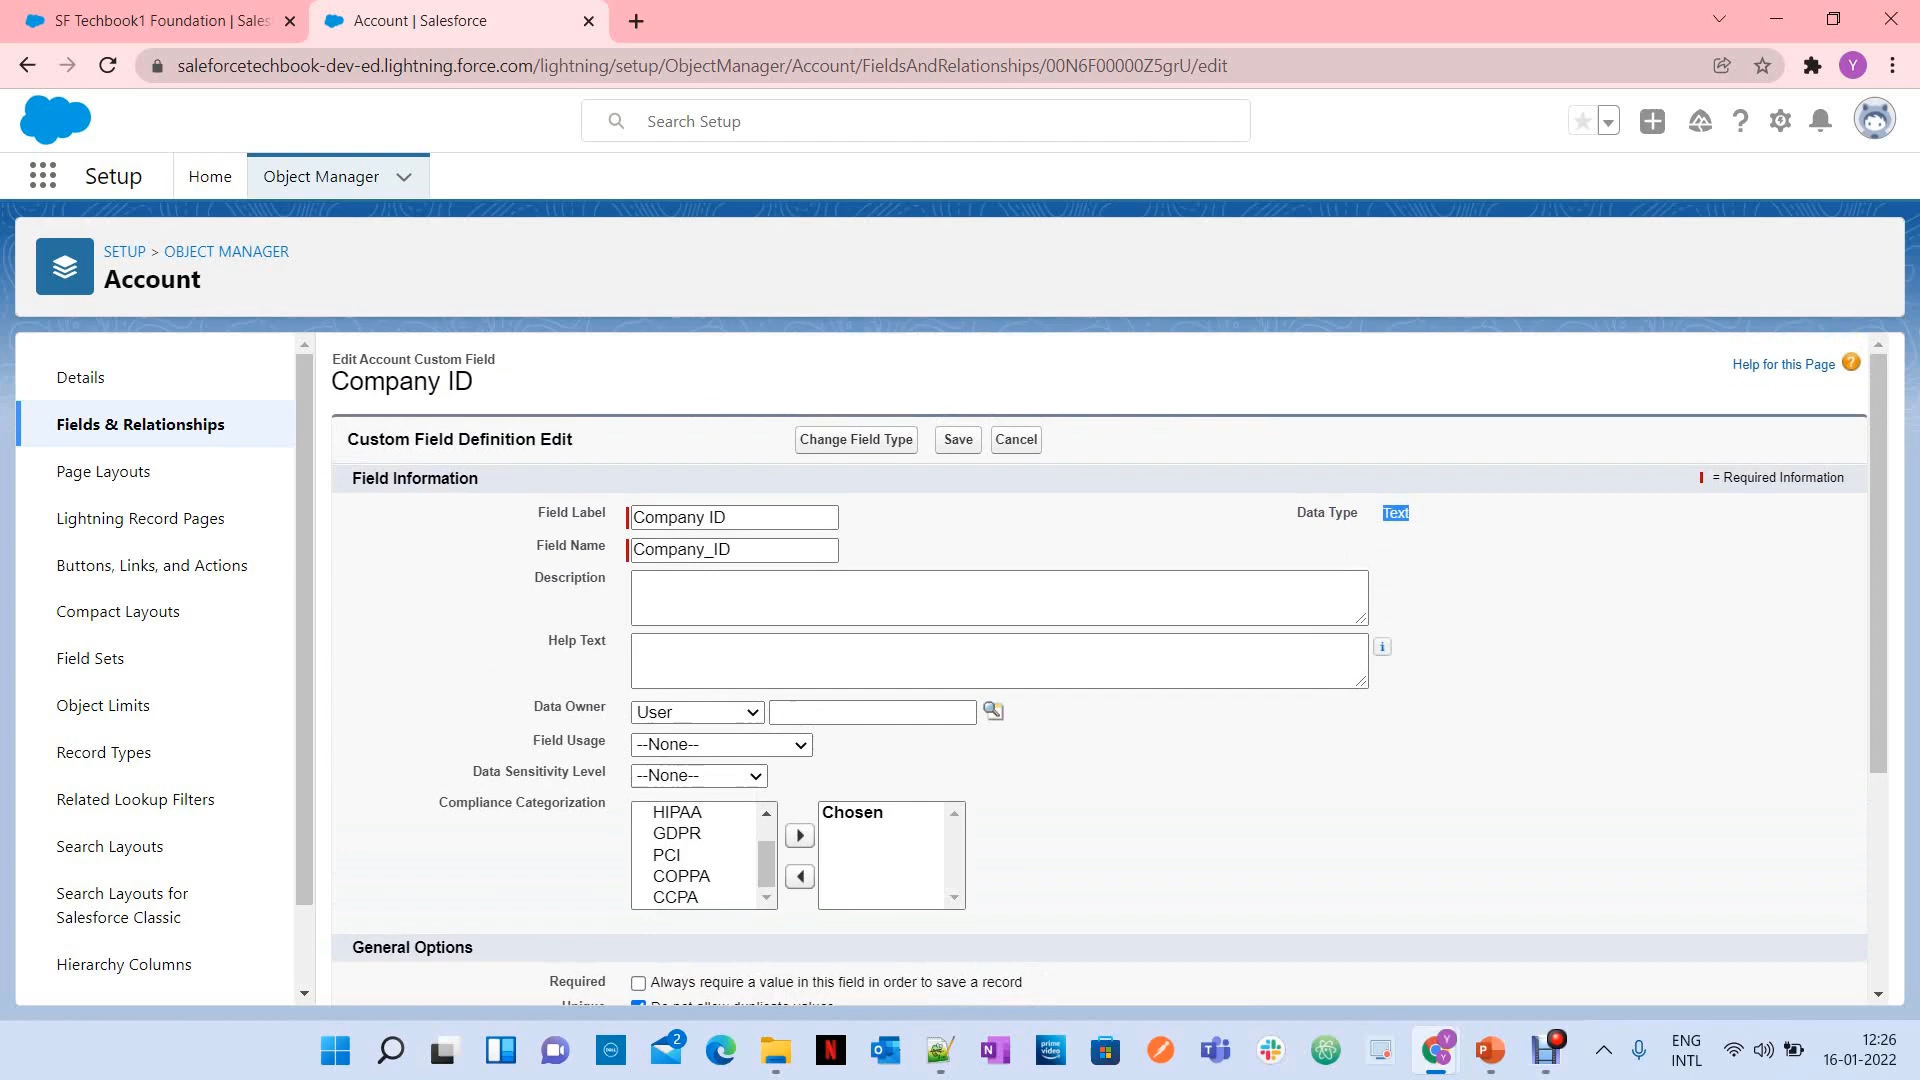 SF Techbook1 Foundation | Sales
Account | Salesforce
saleforcetechbook-dev-ed.lightning.force.com/lightning/setup/ObjectManager/Account/FieldsAndRelationships/00N6F00000Z5grU/edit
Y
Search Setup
Setup
Home
Object Manager
SETUP > OBJECT MANAGER
Account
Details
Fields & Relationships
Page Layouts
Lightning Record Pages
Buttons, Links, and Actions
Compact Layouts
Field Sets
Object Limits
Record Types
Related Lookup Filters
Search Layouts
Search Layouts for
Salesforce Classic
Hierarchy Columns
Edit Account Custom Field
Company ID
Help for this Page
Custom Field Definition Edit
Change Field Type
Save
Cancel
Field Information
= Required Information
Field Label
Company ID
Data Type
Text
Field Name
Company_ID
Description
Help Text
Data Owner
User
Field Usage
--None--
Data Sensitivity Level
--None--
Compliance Categorization
HIPAA
GDPR
PCI
COPPA
CCPA
Chosen
General Options
Required
Always require a value in this field in order to save a record
Unique
Do not allow duplicate values
2
ENG
INTL
12:26
16-01-2022